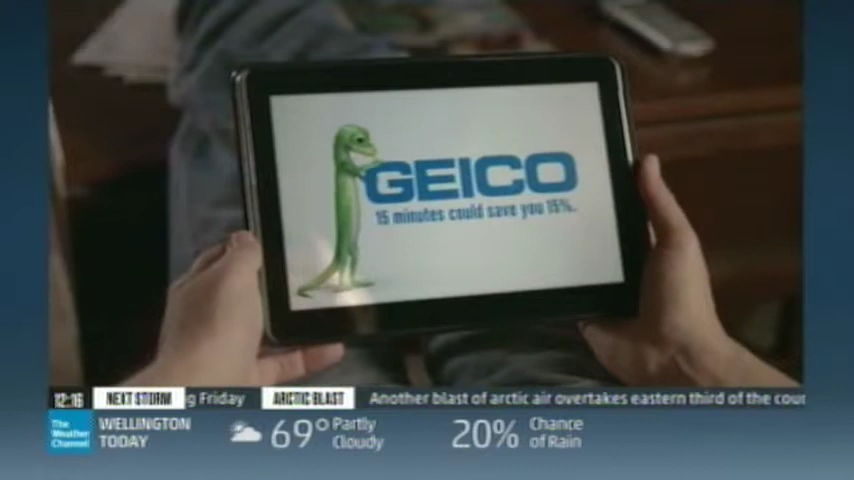 GEICO
15 minutes could save you 15%.
12:16 NEXT STORM g Friday ARCTIC BLAST Another blast of arctic air overtakes eastern third of the cour
The
Weather
Channel
WELLINGTON
TODAY
69° Partly
Cloudy
20% Chance
of Rain